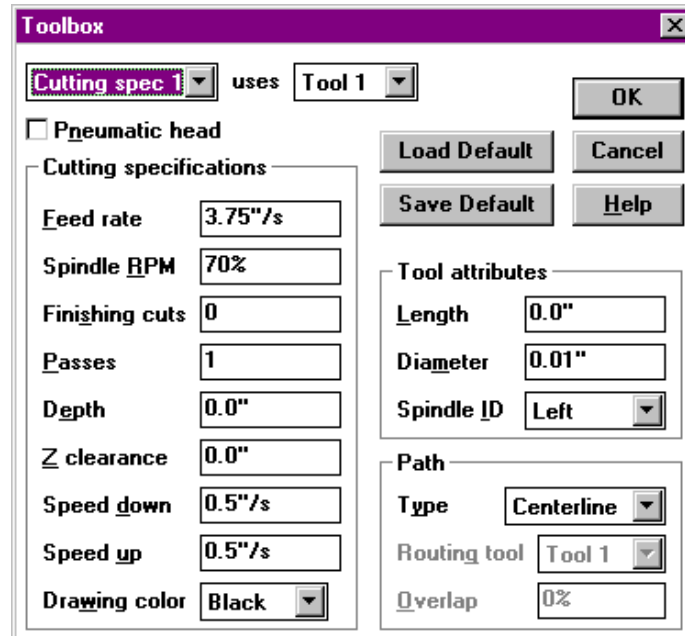 Toolbox
Cutting spec 1 uses Tool 1
OK
Pneumatic head
Load Default Cancel
Save Default Help
Cutting specifications
Feed rate 3.75"/s
Spindle RPM 70%
Finishing cuts 0
Passes 1
Depth 0.0"
Z clearance 0.0"
Speed down 0.5"/s
Speed up 0.5"/s
Drawing color Black
Tool attributes
Length 0.0"
Diameter 0.01"
Spindle ID Left
Path
Type Centerline
Routing tool Tool 1
Overlap 0%